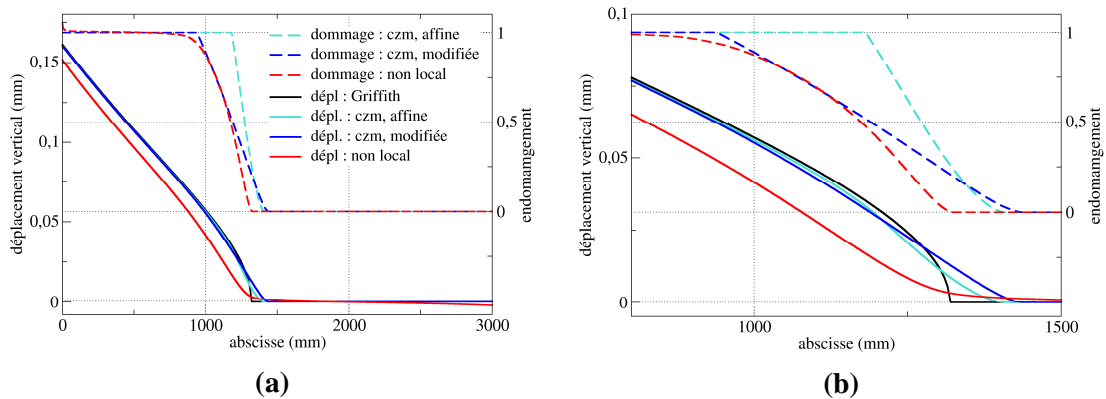 0,15
0,1
0,05
0
déplacement vertical (mm)
0
1000
2000
3000
abscisse (mm)
1
0,5
0
endomamgement
dommage : czm, affine
dommage : czm, modifiée
dommage : non local
dépl : Griffith
dépl. : czm, affine
dépl. : czm, modifiée
dépl : non local
(a)
0,1
0,05
0
déplacement vertical (mm)
1000
1500
abscisse (mm)
1
0,5
0
endomamgement
(b)